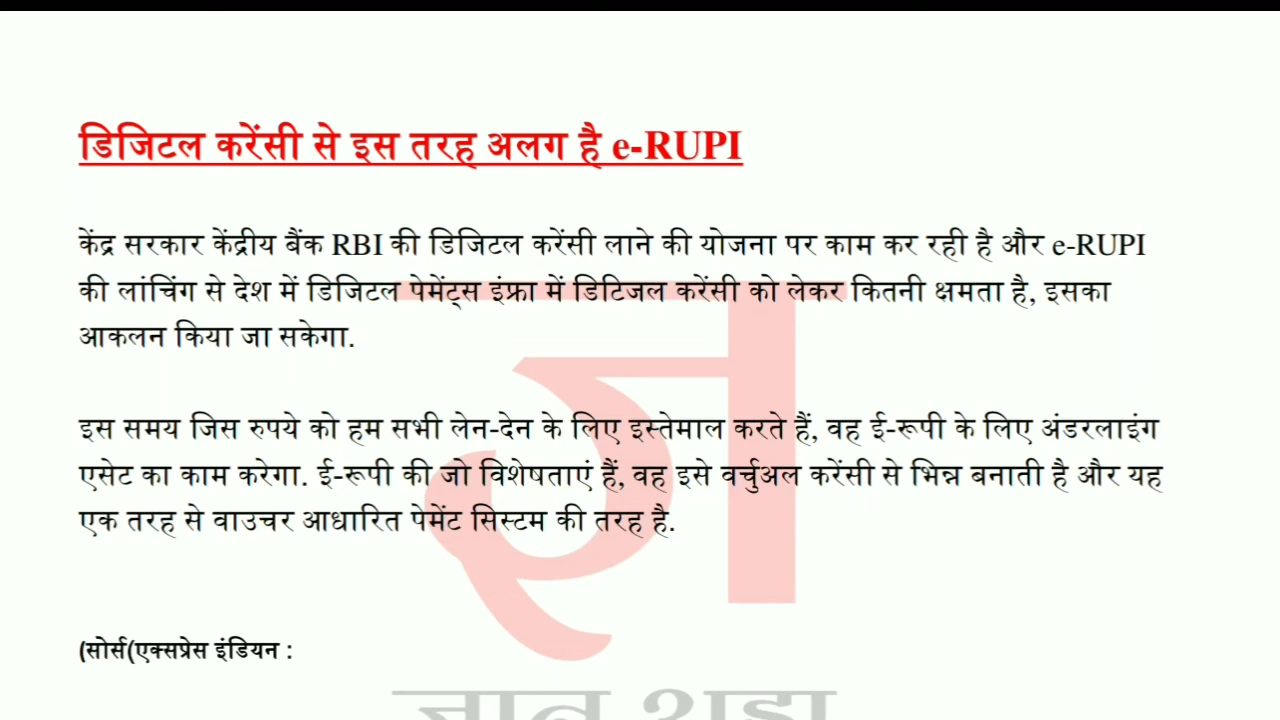 डिजिटल करेंसी से इस तरह अलग है e-RUPI
केंद्र सरकार केंद्रीय बैंक RBI की डिजिटल करेंसी लाने की योजना पर काम कर रही है और e-RUPI
की लांचिंग से देश में डिजिटल पेमेंट्स इंफ्रा में डिटिजल करेंसी को लेकर कितनी क्षमता है, इसका
आकलन किया जा सकेगा.
इस समय जिस रुपये को हम सभी लेन-देन के लिए इस्तेमाल करते हैं, वह ई-रूपी के लिए अंडरलाइंग
एसेट का काम करेगा. ई-रूपी की जो विशेषताएं हैं, वह इसे वर्चुअल करेंसी से भिन्न बनाती है और यह
एक तरह से वाउचर आधारित पेमेंट सिस्टम की तरह है.
(सोर्स(एक्सप्रेस इंडियन :
ज्ञ